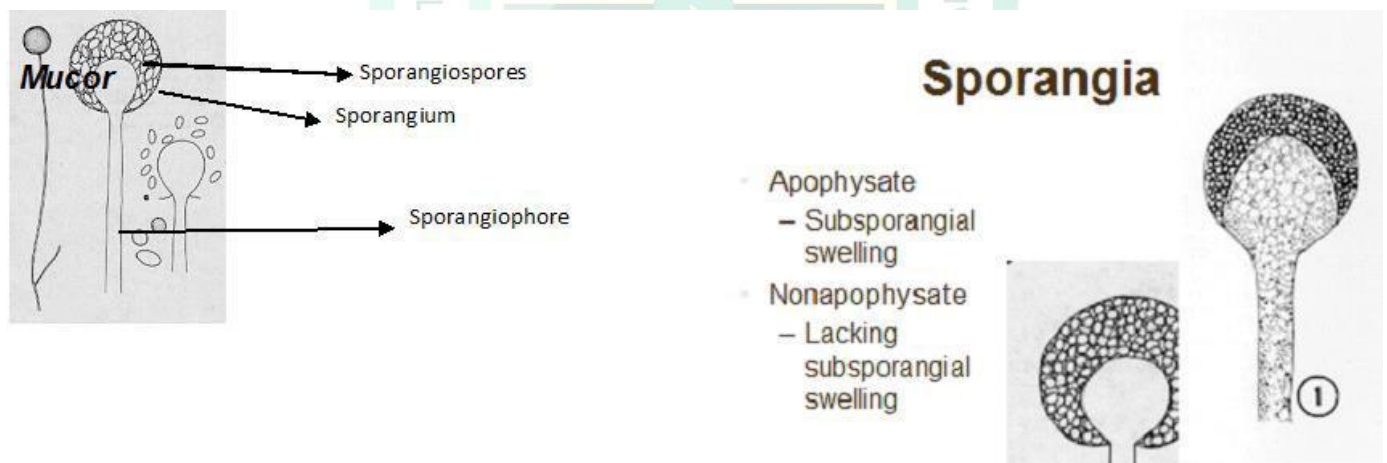 Mucor
Sporangiospores
Sporangium
Sporangiophore
Sporangia
Apophysate
– Subsporangial
swelling
Nonapophysate
– Lacking
subsporangial
swelling
1